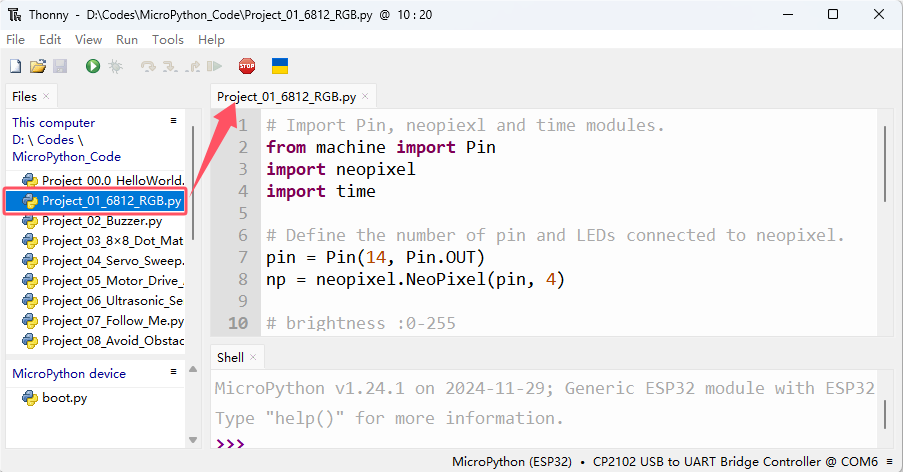 Thonny - D:\Codes\MicroPython_Code\Project_01_6812_RGB.py @ 10 : 20
File Edit View Run Tools Help
STOP
Files ×
This computer ≡
D: \ Codes \
MicroPython_Code
Project 00.0 HelloWorld.
Project_01_6812_RGB.py
Project_02_Buzzer.py
Project_03_8×8_Dot_Mat
Project_04_Servo_Sweep.
Project_05_Motor_Drive_
Project_06_Ultrasonic_Se
Project_07_Follow_Me.py
Project_08_Avoid_Obstac
MicroPython device ≡
boot.py
Project_01_6812_RGB.py ×
1 # Import Pin, neopiexl and time modules.
2 from machine import Pin
3 import neopixel
4 import time
5
6 # Define the number of pin and LEDs connected to neopixel.
7 pin = Pin(14, Pin.OUT)
8 np = neopixel.NeoPixel(pin, 4)
9
10 # brightness :0-255
Shell ×
MicroPython v1.24.1 on 2024-11-29; Generic ESP32 module with ESP32
Type "help()" for more information.
>>>
MicroPython (ESP32) • CP2102 USB to UART Bridge Controller @ COM6 ≡